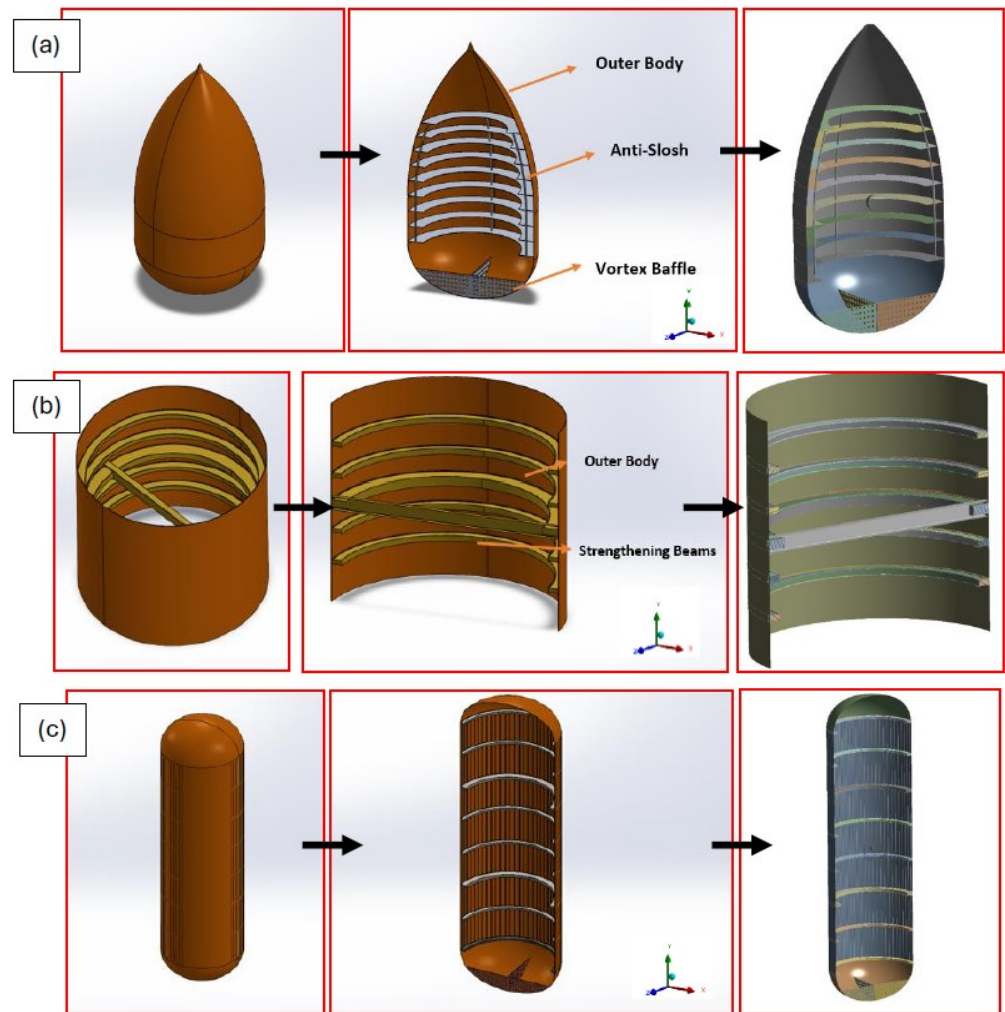 (a)
Outer Body
Anti-Slosh
Vortex Baffle
Y
Z
X
(b)
Outer Body
Strengthening Beams
Y
Z
X
(c)
Y
Z
X